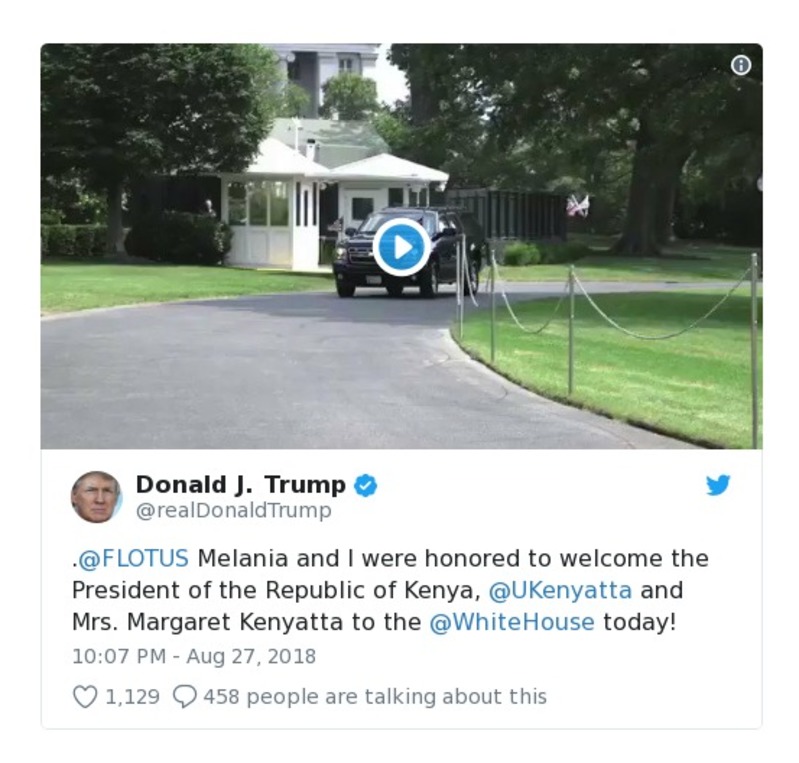 Donald J. Trump
@realDonaldTrump
.@FLOTUS Melania and I were honored to welcome the
President of the Republic of Kenya, @UKenyatta and
Mrs. Margaret Kenyatta to the @WhiteHouse today!
10:07 PM - Aug 27, 2018
1,129 458 people are talking about this